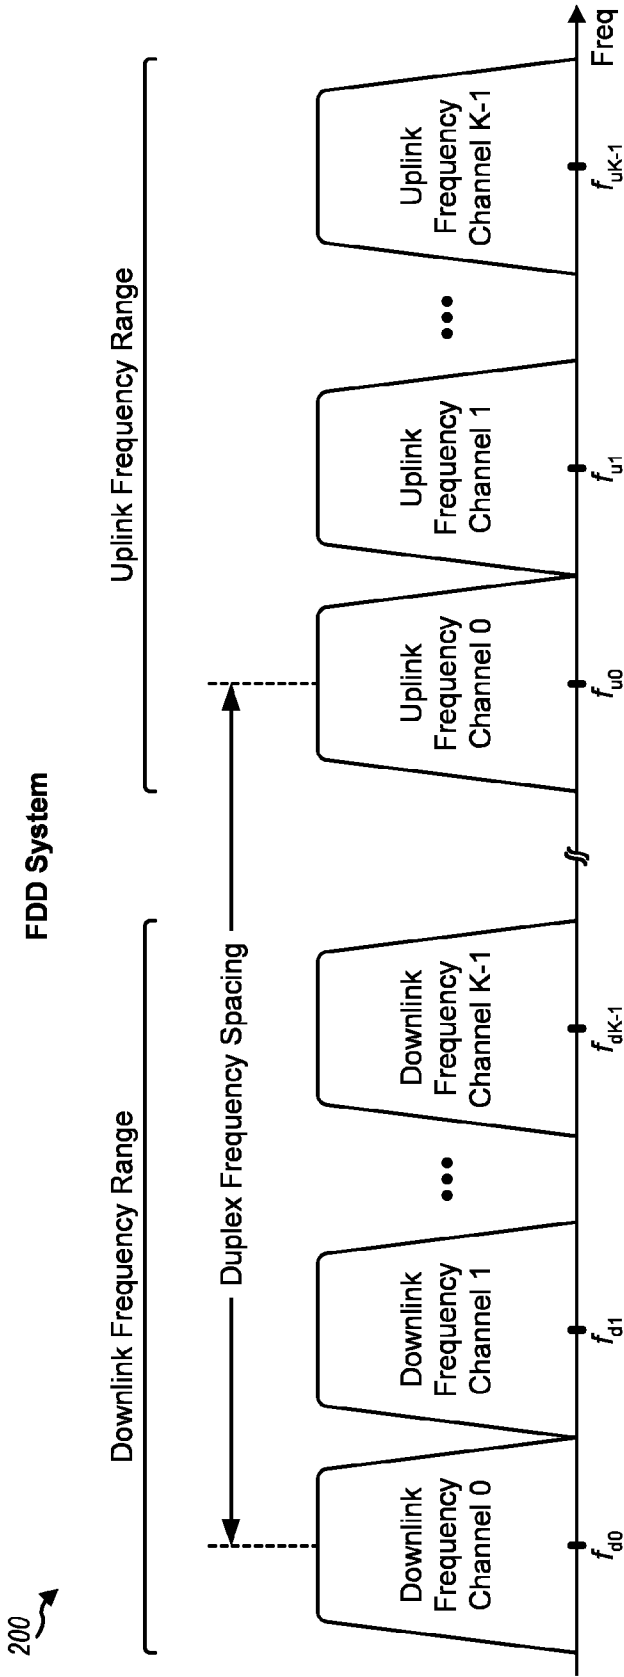 200
FDD System
Downlink Frequency Range
Uplink Frequency Range
Duplex Frequency Spacing
Downlink
Frequency
Channel 0
Downlink
Frequency
Channel 1
Downlink
Frequency
Channel K-1
Uplink
Frequency
Channel 0
Uplink
Frequency
Channel 1
Uplink
Frequency
Channel K-1
fd0
fd1
fdK-1
fu0
fu1
fuK-1
Freq